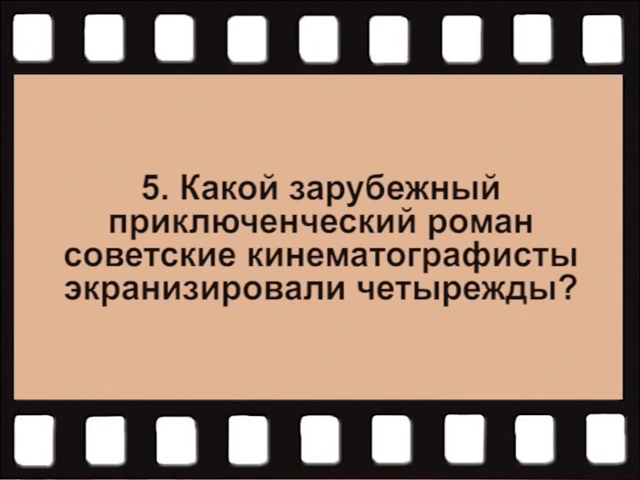 5. Какой зарубежный
приключенческий роман
советские кинематографисты
экранизировали четырежды?